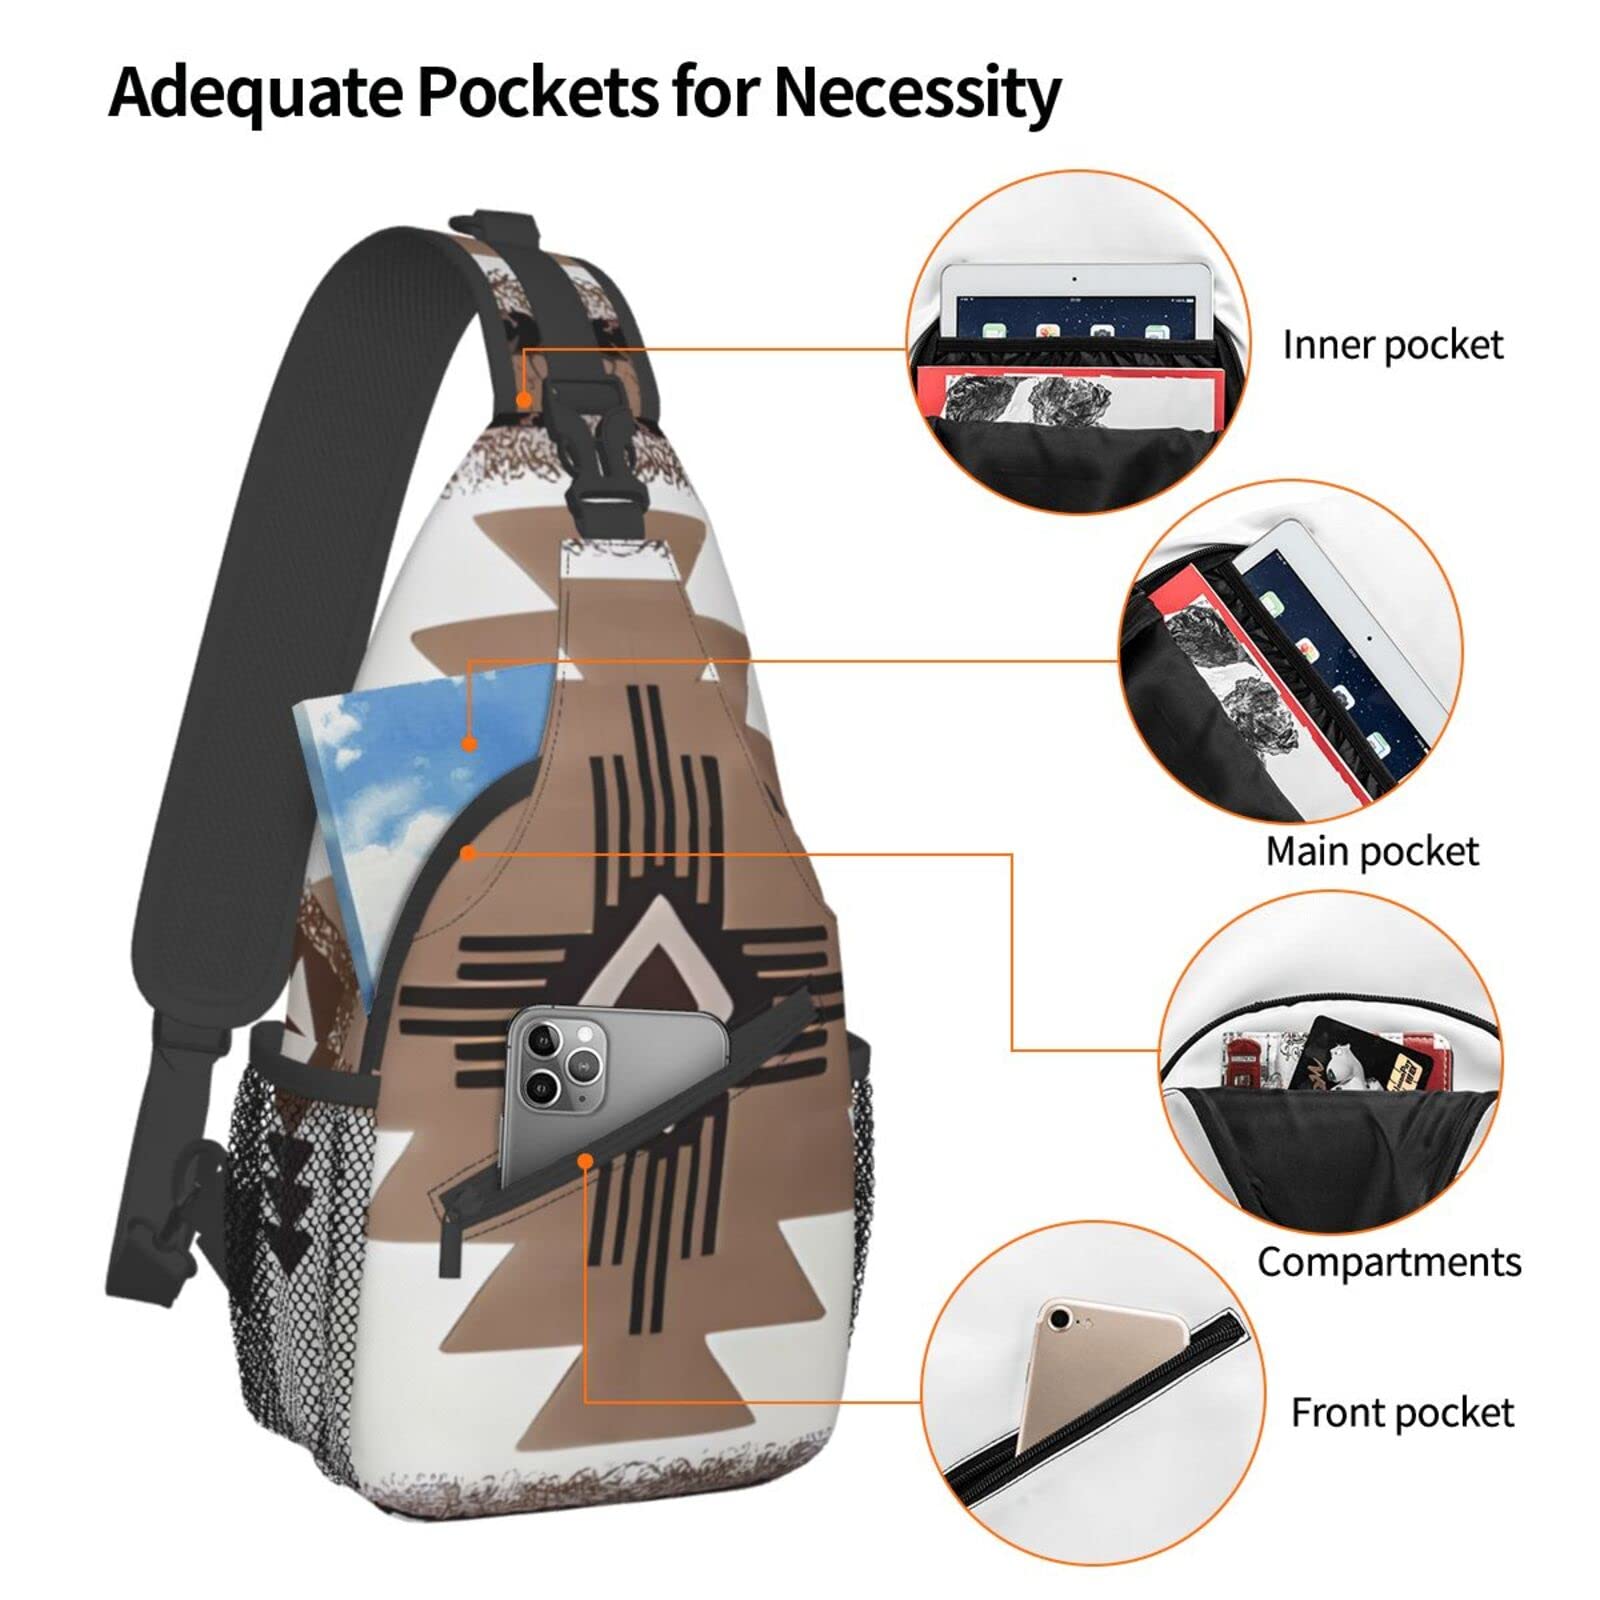 Adequate Pockets for Necessity
Inner pocket
Main pocket
Compartments
Front pocket